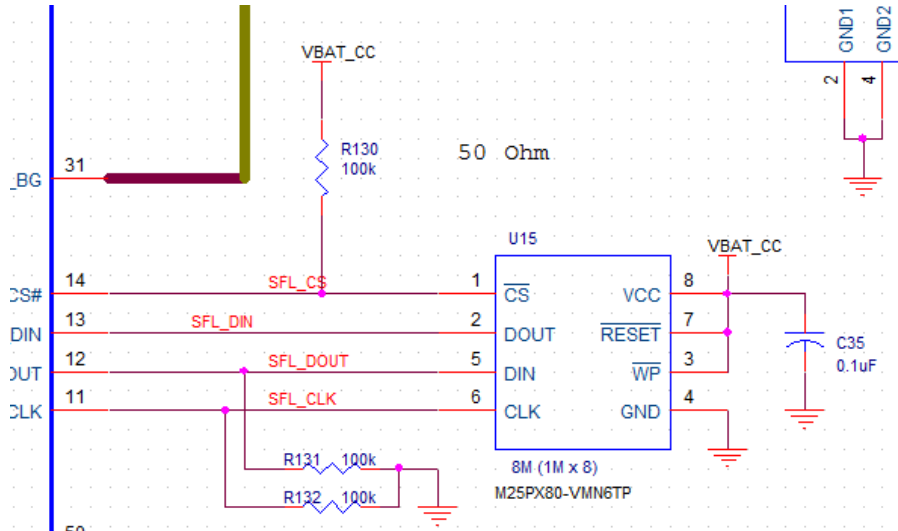 VBAT_CC
GND1
GND2
2
4
R130
100k
50 Ohm
_BG
31
U15
VBAT_CC
CS#
14
SFL_CS
1
CS
VCC
8
DIN
13
SFL_DIN
2
DOUT
RESET
7
OUT
12
SFL_DOUT
5
DIN
WP
3
C35
0.1uF
CLK
11
SFL_CLK
6
CLK
GND
4
R131 100k
R132 100k
8M (1M x 8)
M25PX80-VMN6TP